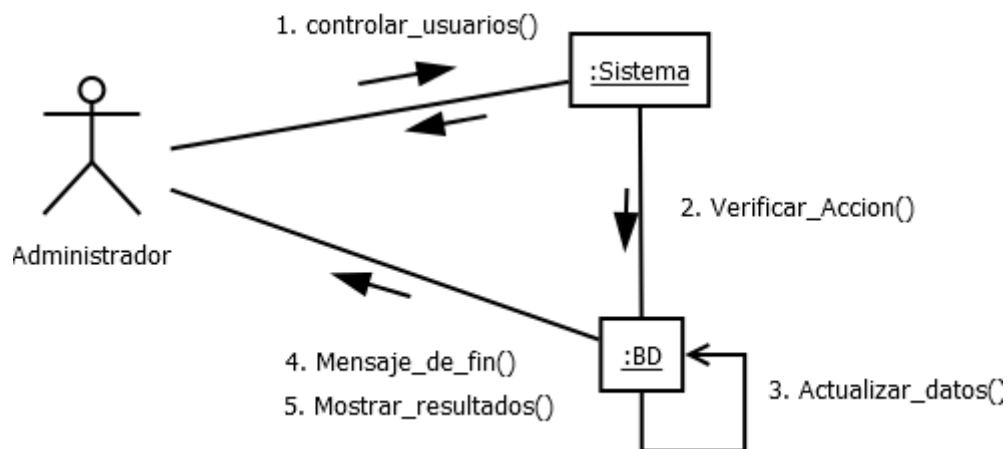 1. controlar_usuarios()
:Sistema
2. Verificar_Accion()
Administrador
:BD
4. Mensaje_de_fin()
3. Actualizar_datos()
5. Mostrar_resultados()